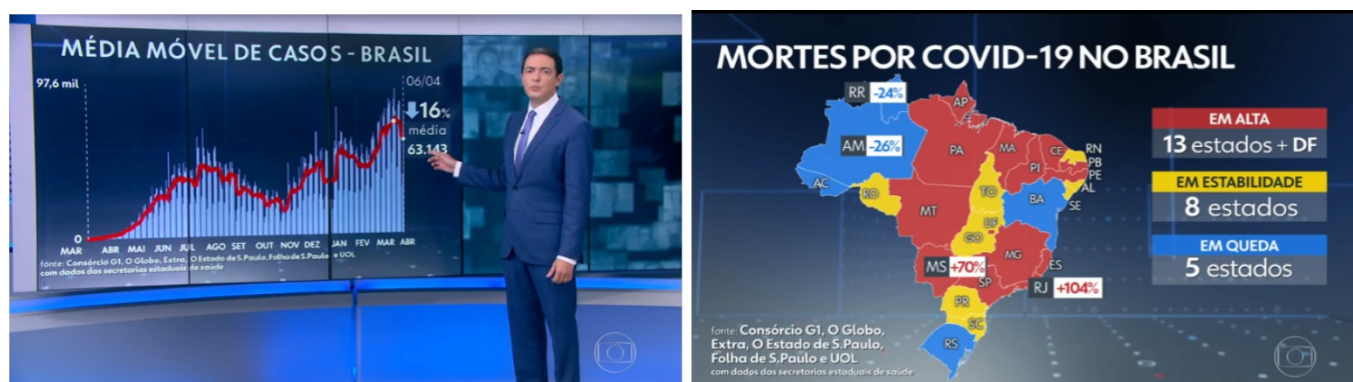 MÉDIA MÓVEL DE CASOS - BRASIL
97,6 mil
06/04
16%
média
63.143
0
MAR ABR MAI JUN JUL AGO SET OUT NOV DEZ JAN FEV MAR ABR
fonte: Consórcio G1, O Globo, Extra, O Estado de S.Paulo, Folha de S.Paulo e UOL
com dados das secretarias estaduais de saúde
MORTES POR COVID-19 NO BRASIL
RR -24%
AP
AM -26%
PA
MA
CE
RN
PB
PE
AL
SE
PI
AC
RO
TO
BA
MT
DF
GO
MG
ES
MS +70%
SP
RJ +104%
PR
SC
RS
EM ALTA
13 estados + DF
EM ESTABILIDADE
8 estados
EM QUEDA
5 estados
fonte: Consórcio G1, O Globo,
Extra, O Estado de S.Paulo,
Folha de S.Paulo e UOL
com dados das secretarias estaduais de saúde